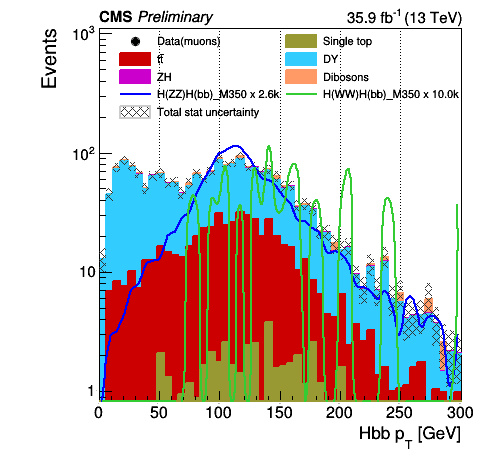 CMS Preliminary 35.9 fb⁻¹ (13 TeV)
Events
Data(muons) Single top
tt̄ DY
ZH Dibosons
H(ZZ)H(bb)_M350 x 2.6k H(WW)H(bb)_M350 x 10.0k
Total stat uncertainty
10³
10²
10
1
0 50 100 150 200 250 300
Hbb p_T [GeV]